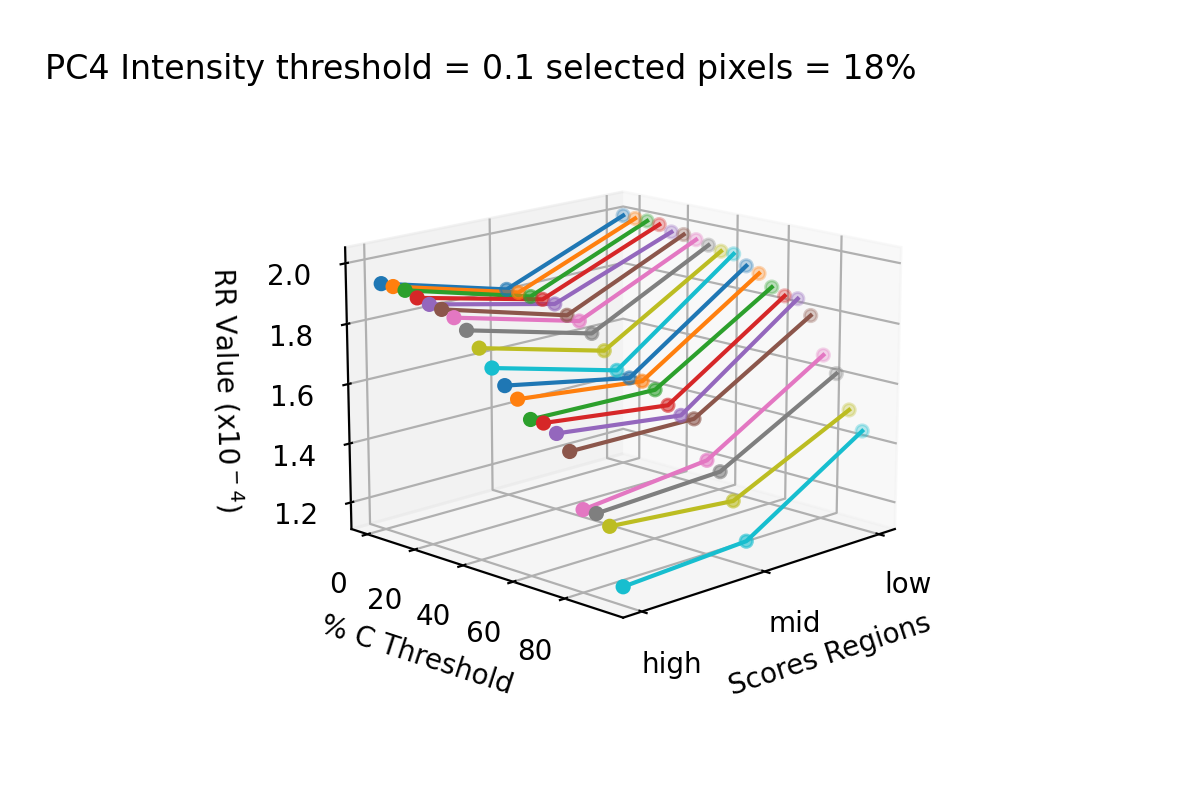 PC4 Intensity threshold = 0.1 selected pixels = 18%
RR Value (x10⁻⁴)
2.0
1.8
1.6
1.4
1.2
0
20
40
60
80
% C Threshold
high
mid
low
Scores Regions